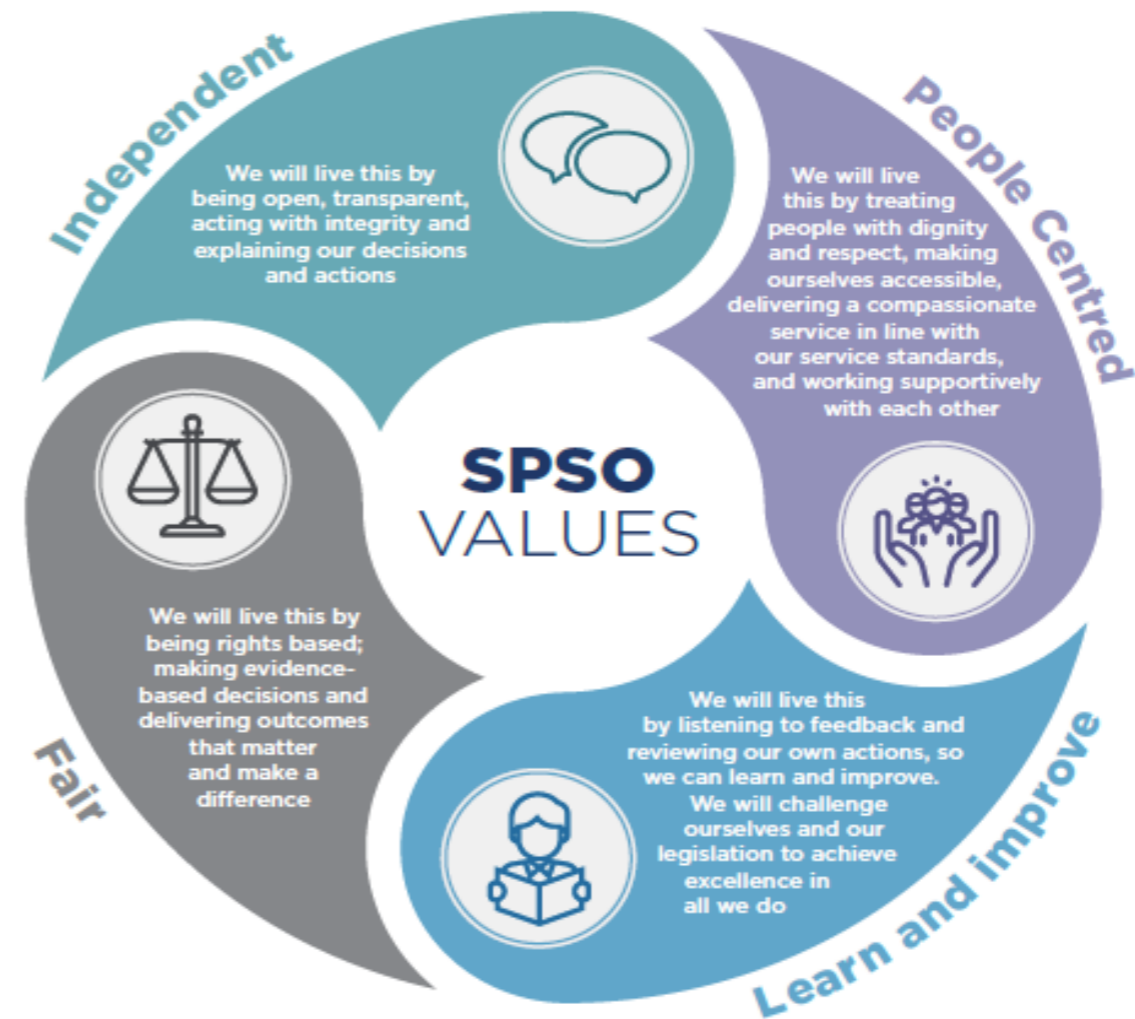 Independent
We will live this by
being open, transparent,
acting with integrity and
explaining our decisions
and actions
People Centred
We will live
this by treating
people with dignity
and respect, making
ourselves accessible,
delivering a compassionate
service in line with
our service standards,
and working supportively
with each other
SPSO
VALUES
Fair
We will live this by
being rights based;
making evidence-
based decisions and
delivering outcomes
that matter
and make a
difference
Learn and improve
We will live this
by listening to feedback and
reviewing our own actions, so
we can learn and improve.
We will challenge
ourselves and our
legislation to achieve
excellence in
all we do